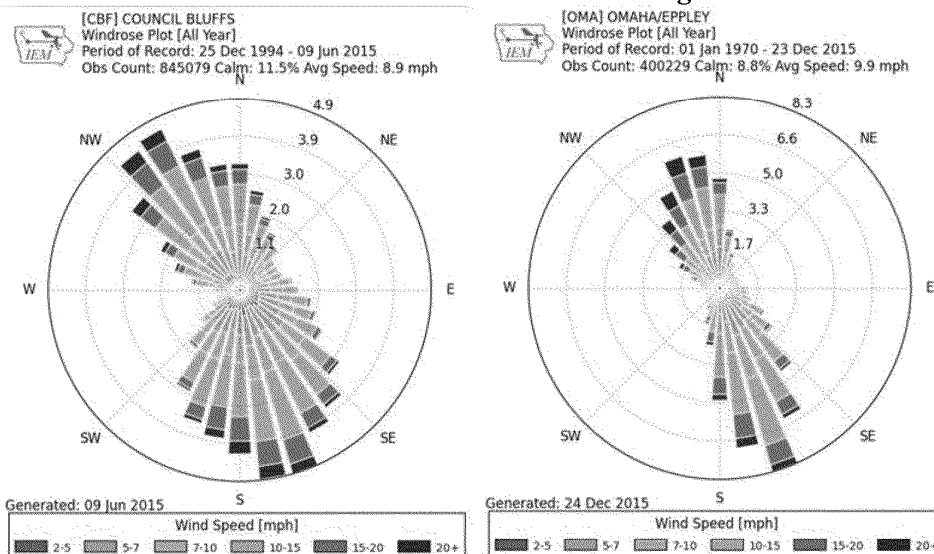 [CBF] COUNCIL BLUFFS
Windrose Plot [All Year]
Period of Record: 25 Dec 1994 - 09 Jun 2015
Obs Count: 845079 Calm: 11.5% Avg Speed: 8.9 mph
IEM
N
4.9
NW
3.9
NE
3.0
2.0
1.1
W
E
SW
SE
S
Generated: 09 Jun 2015
Wind Speed [mph]
2-5 5-7 7-10 10-15 15-20 20+
[OMA] OMAHA/EPPLEY
Windrose Plot [All Year]
Period of Record: 01 Jan 1970 - 23 Dec 2015
Obs Count: 400229 Calm: 8.8% Avg Speed: 9.9 mph
IEM
N
8.3
NW
6.6
NE
5.0
3.3
1.7
W
E
SW
SE
S
Generated: 24 Dec 2015
Wind Speed [mph]
2-5 5-7 7-10 10-15 15-20 20+